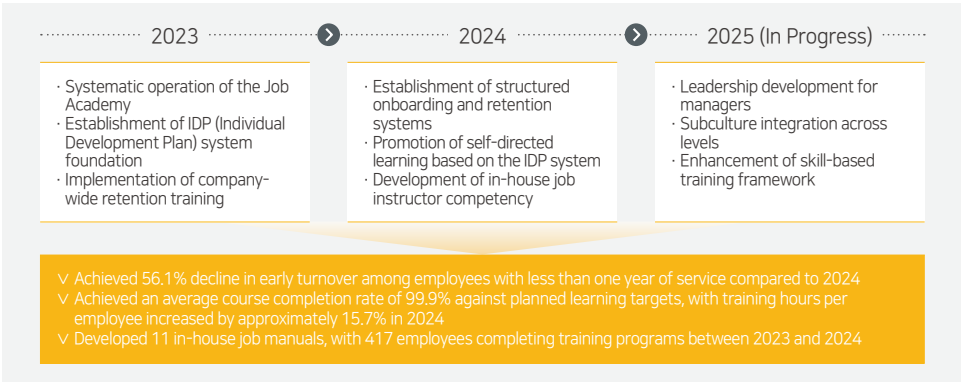 2023
2024
2025 (In Progress)
· Systematic operation of the Job
Academy
· Establishment of IDP (Individual
Development Plan) system
foundation
· Implementation of company-
wide retention training
· Establishment of structured
onboarding and retention
systems
· Promotion of self-directed
learning based on the IDP system
· Development of in-house job
instructor competency
· Leadership development for
managers
· Subculture integration across
levels
· Enhancement of skill-based
training framework
∨ Achieved 56.1% decline in early turnover among employees with less than one year of service compared to 2024
∨ Achieved an average course completion rate of 99.9% against planned learning targets, with training hours per
employee increased by approximately 15.7% in 2024
∨ Developed 11 in-house job manuals, with 417 employees completing training programs between 2023 and 2024